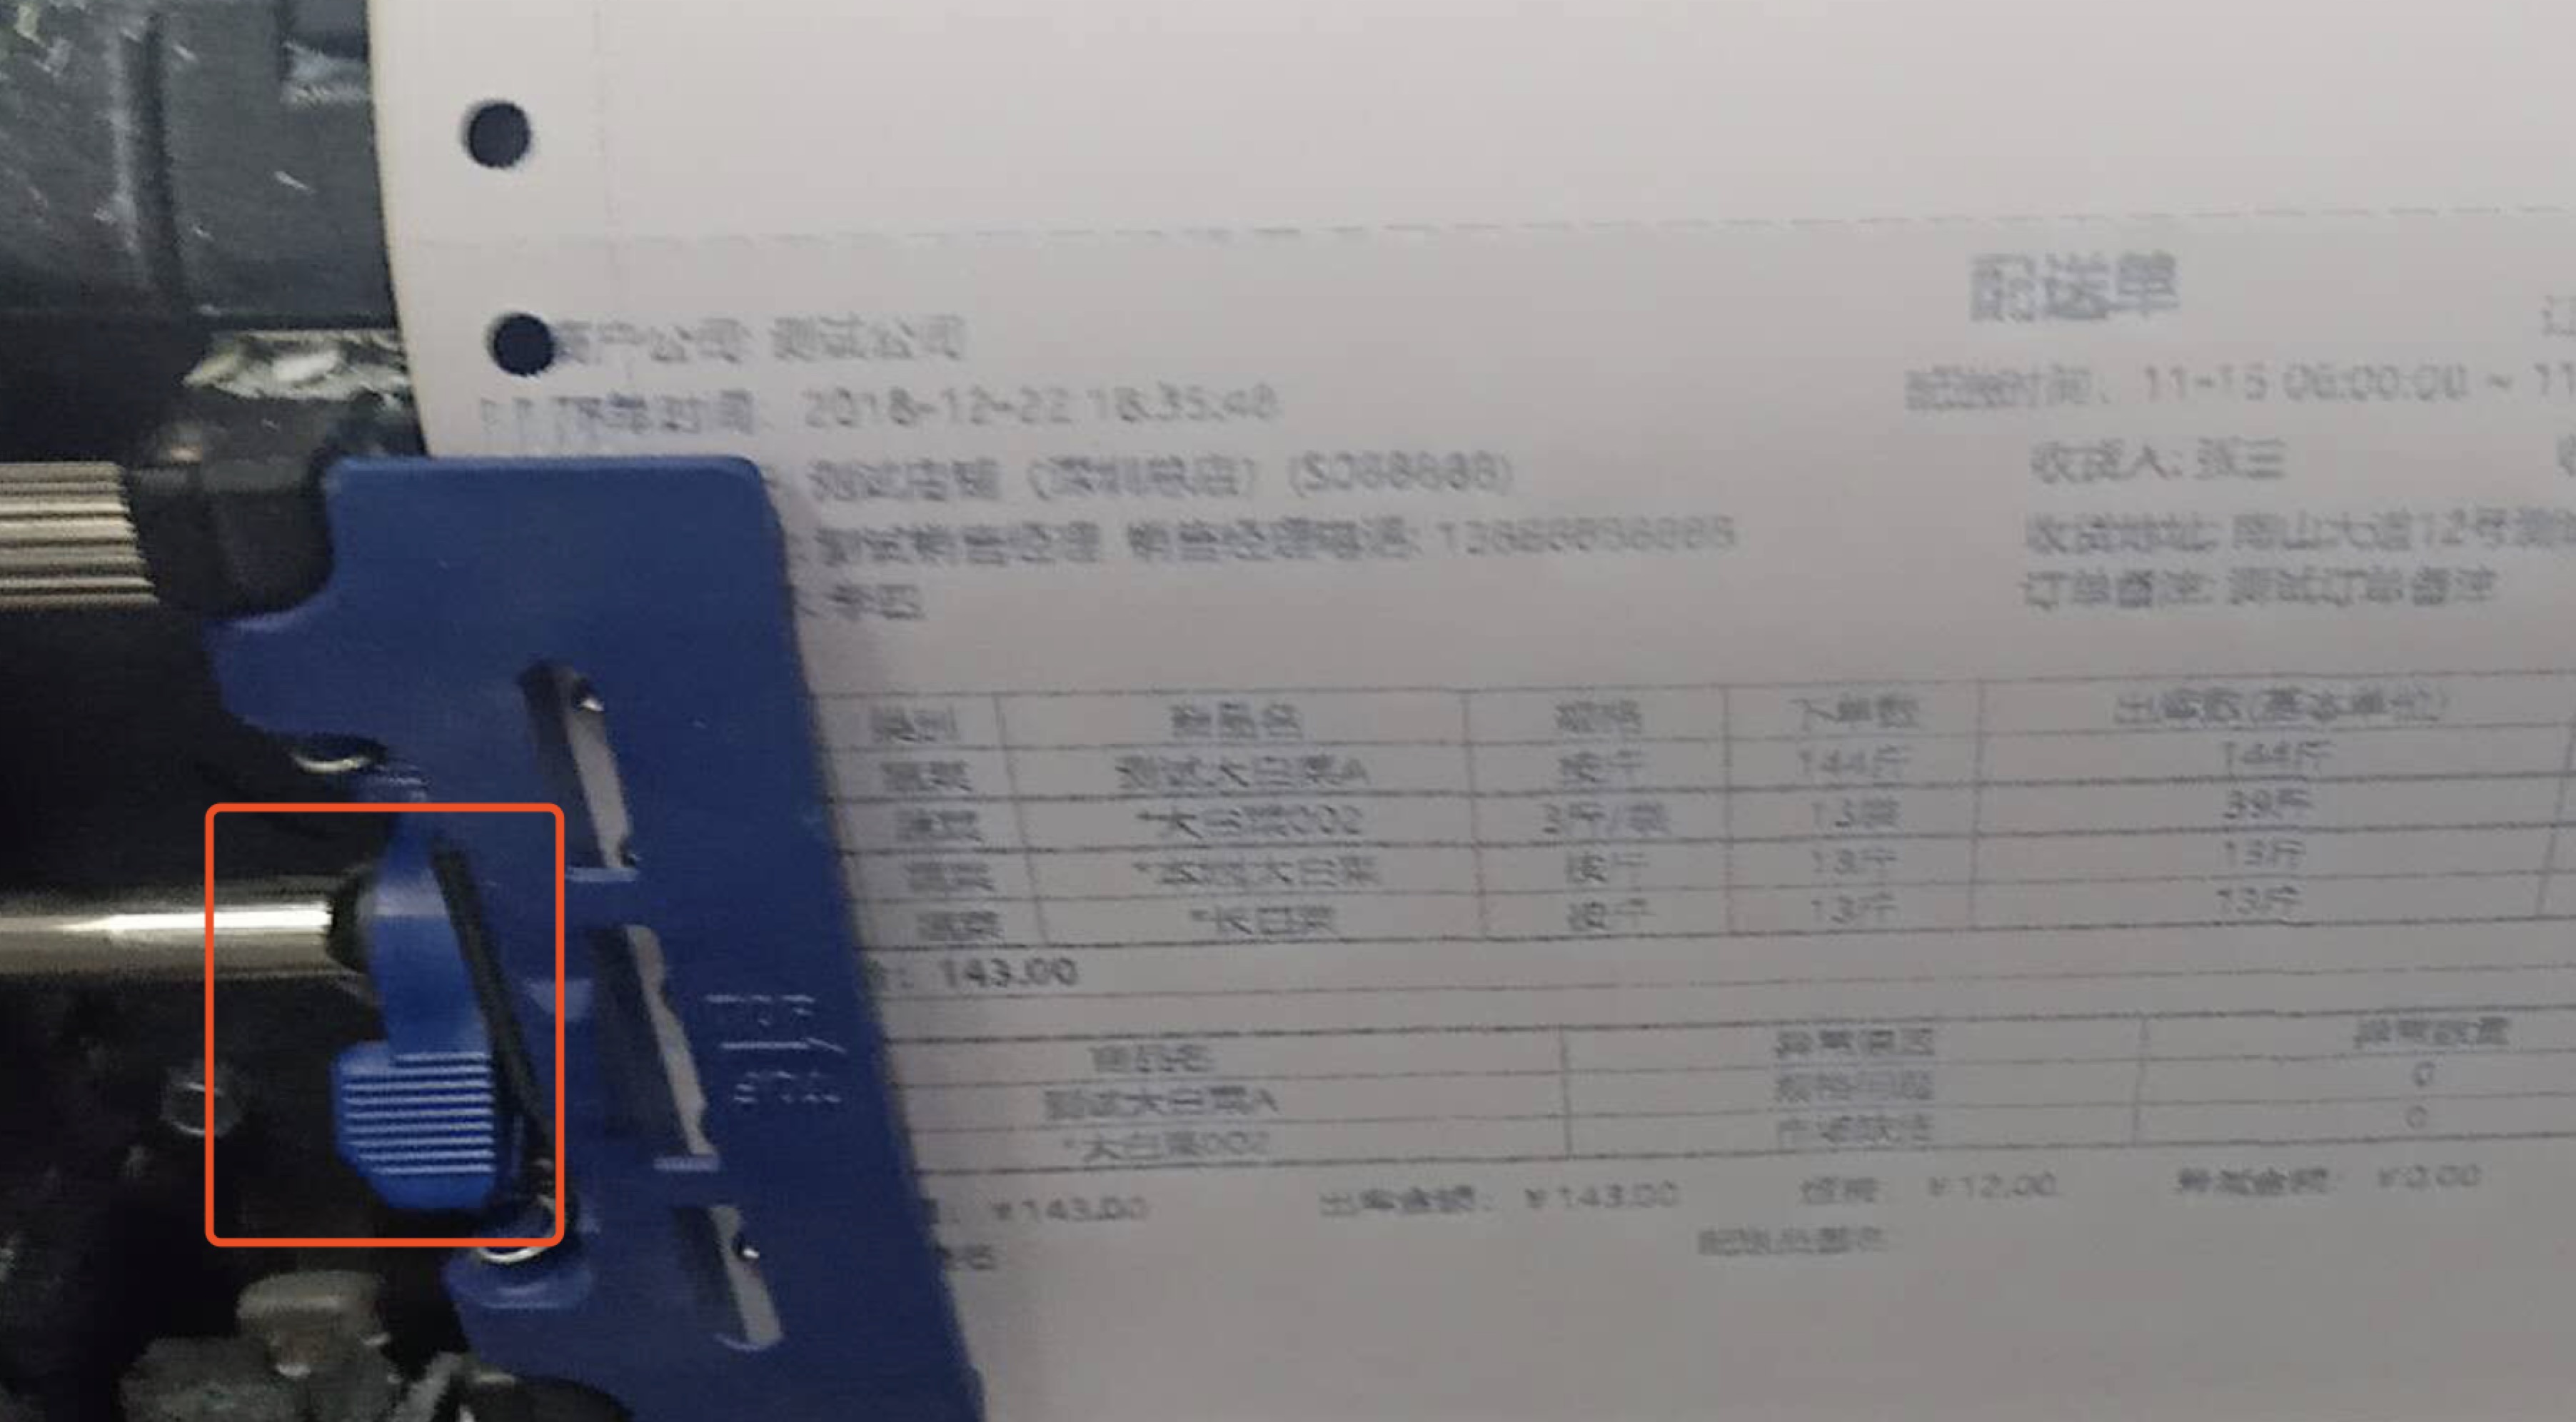 配送单
商户公司: 测试公司
下单时间: 2018-12-22 18:35:48
配送时间: 11-15 06:00:00 ~ 11
测试店铺 (深圳总店) (S088888)
收货人: 张三
测试销售经理 销售经理电话:
收货地址: 南山大道12号
李四
订单备注: 测试订单备注
类型 商品名 规格 下单数 出库数(基本单位)
蔬菜 测试大白菜A 按斤 144斤 144斤
蔬菜 *大白菜002 3斤/袋 13袋 39斤
蔬菜 大白菜 按斤 13斤 13斤
蔬菜 *长白菜 按斤 13斤 13斤
: 143.00
商品名 异常原因 异常数量
测试大白菜A 规格问题 0
*大白菜002 市场缺货 0
: ￥143.00 出库金额: ￥143.00 运费: ￥12.00 异常金额: ￥0.00